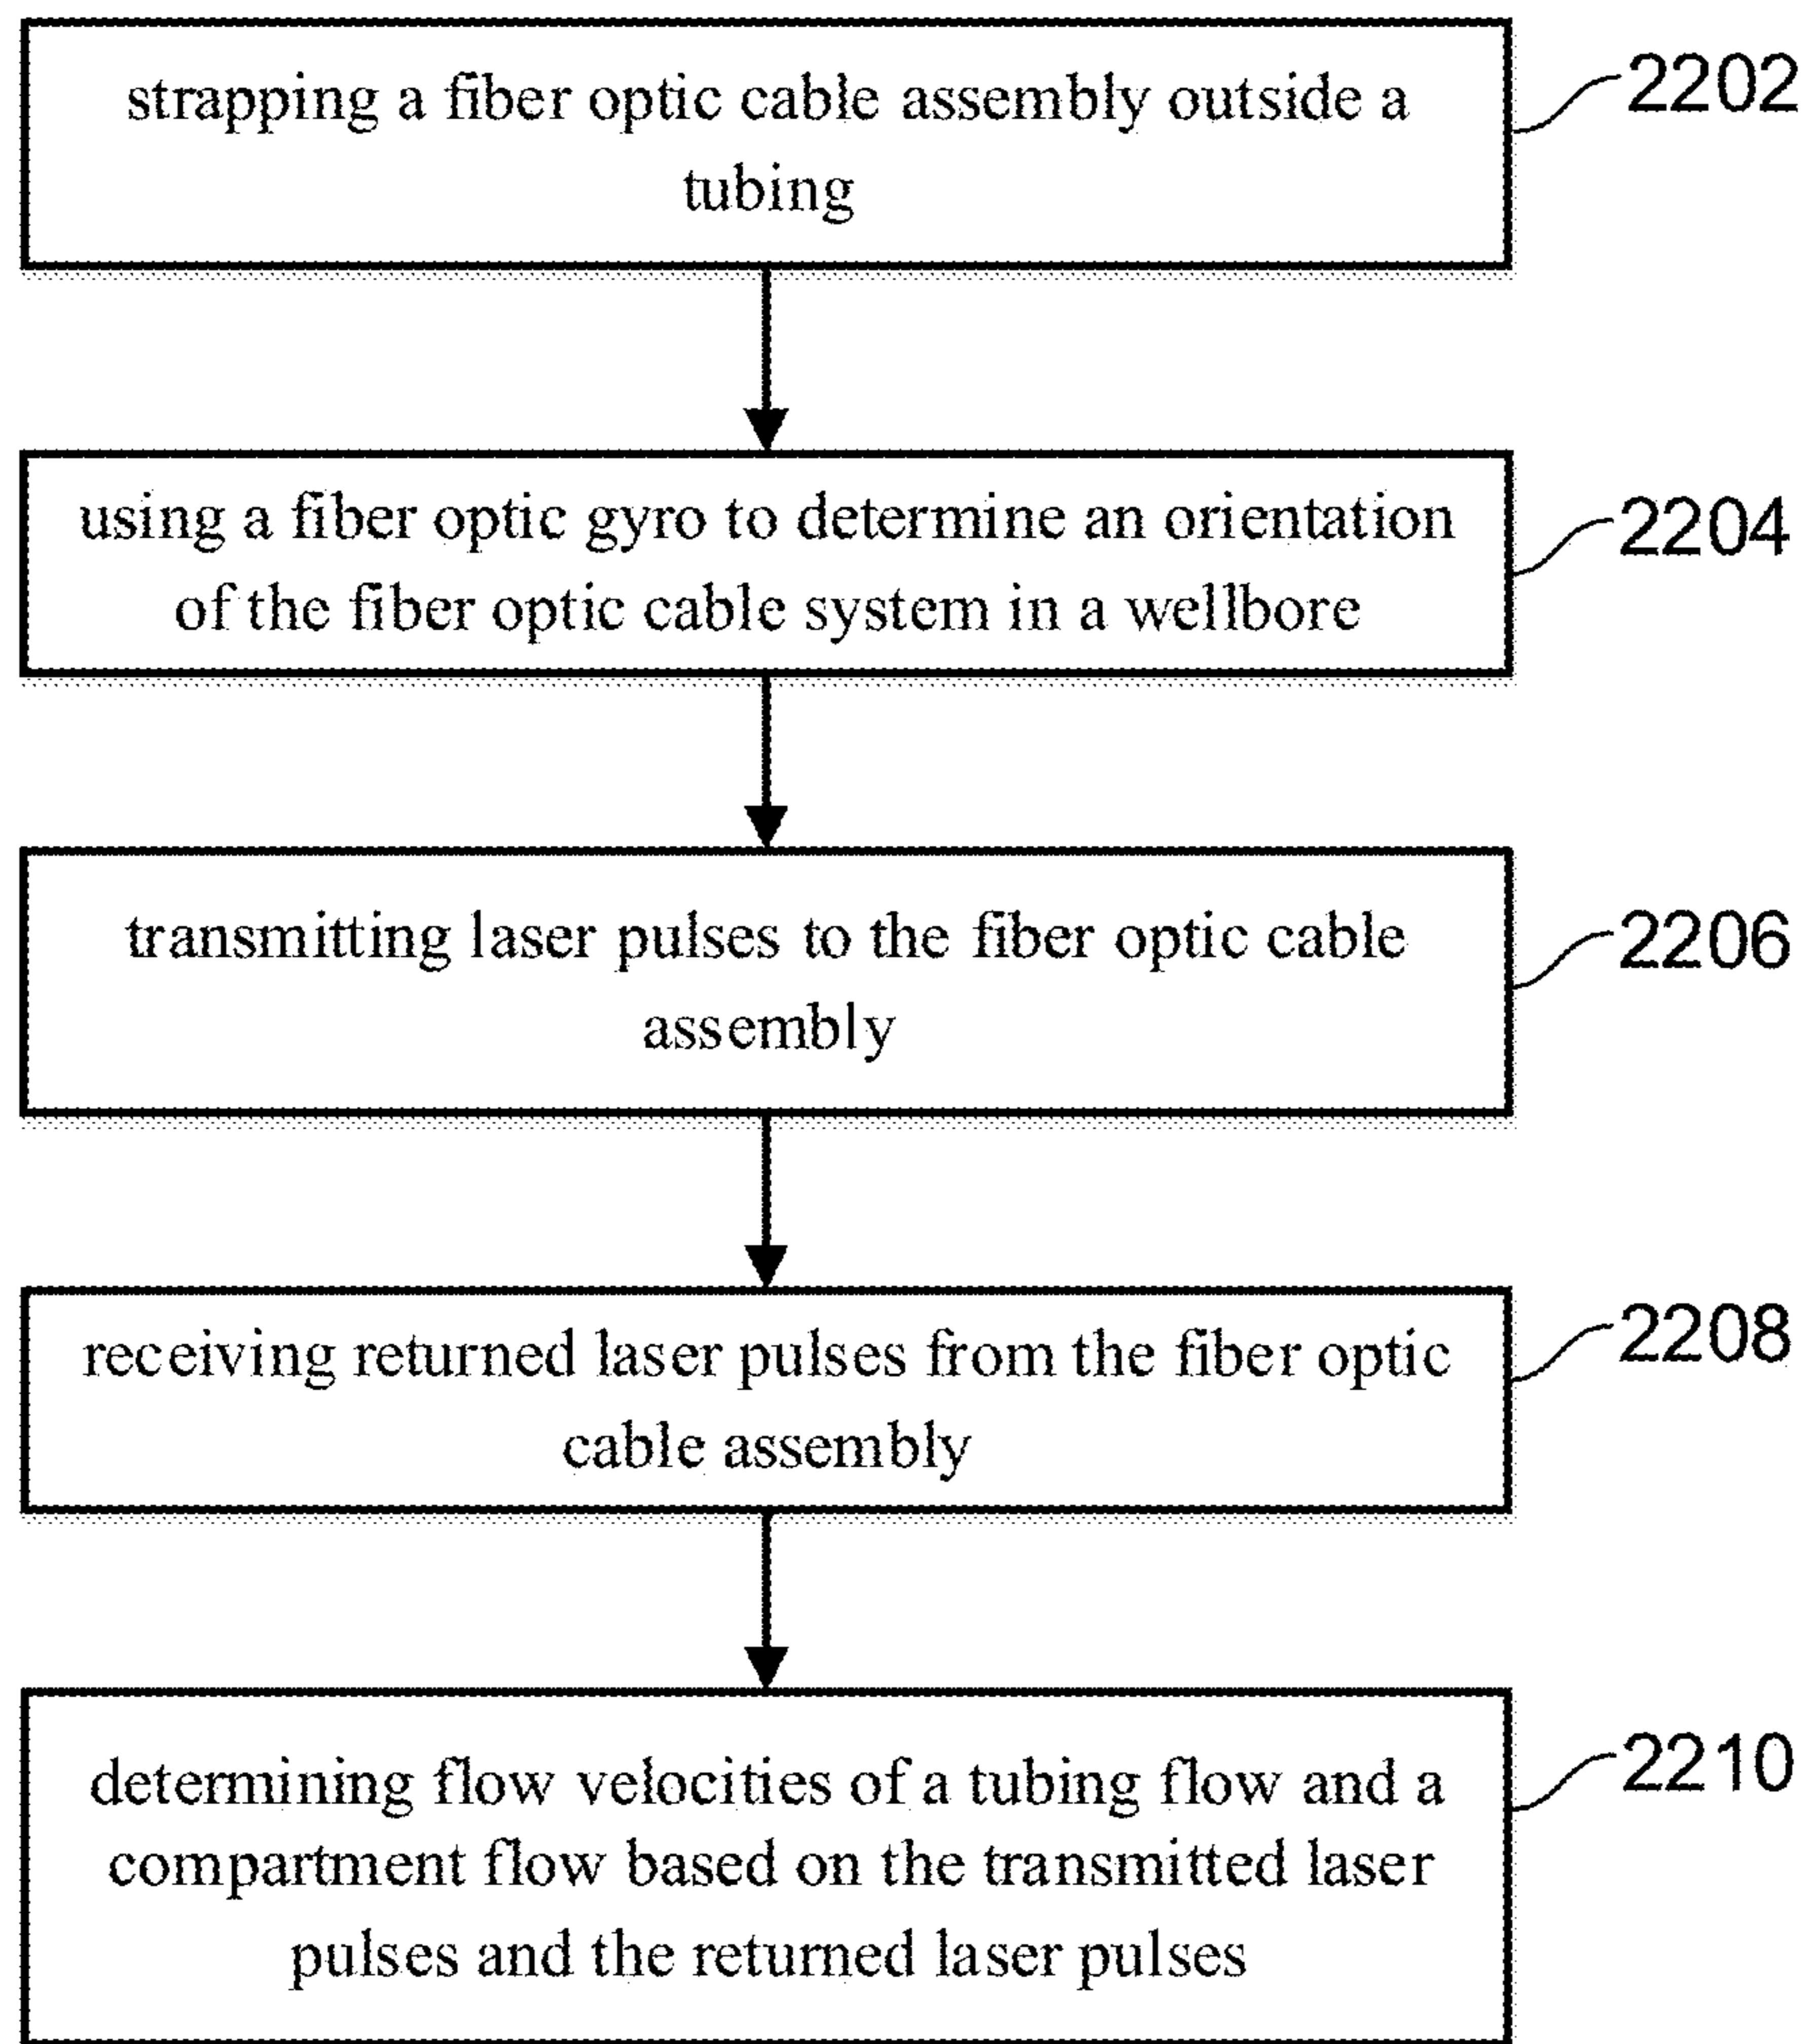 strapping a fiber optic cable assembly outside a
tubing
2202
using a fiber optic gyro to determine an orientation
of the fiber optic cable system in a wellbore
2204
transmitting laser pulses to the fiber optic cable
assembly
2206
receiving returned laser pulses from the fiber optic
cable assembly
2208
determining flow velocities of a tubing flow and a
compartment flow based on the transmitted laser
pulses and the returned laser pulses
2210